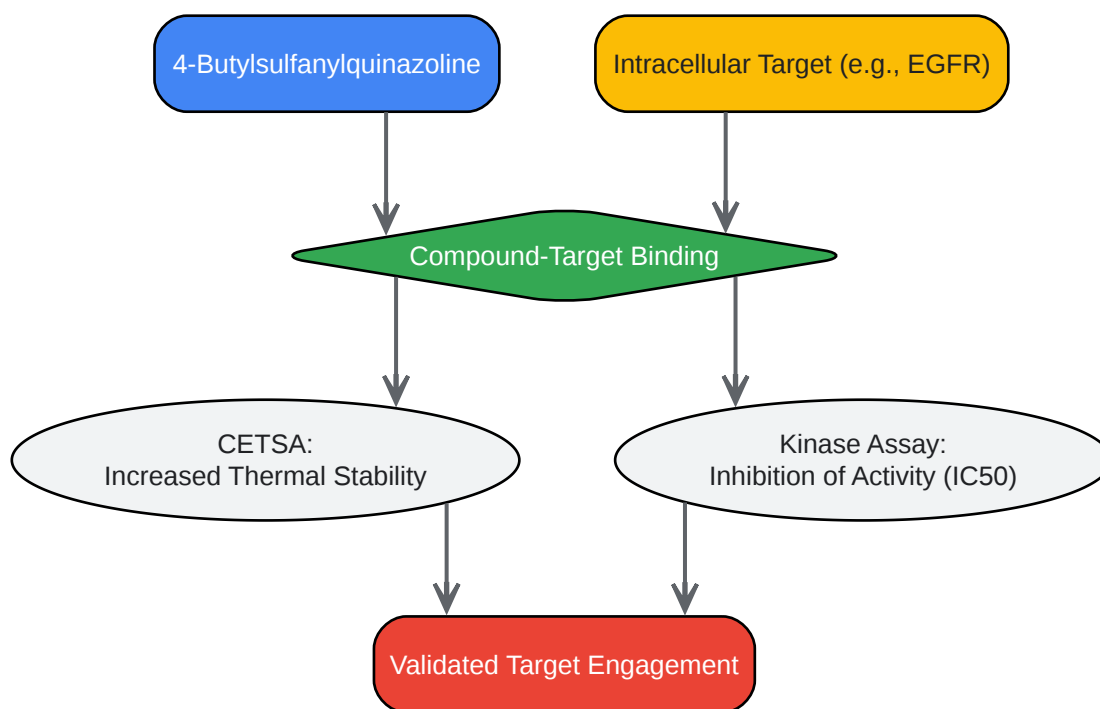 4-Butylsulfanylquinazoline
Intracellular Target (e.g., EGFR)
Compound-Target Binding
CETSA:
Increased Thermal Stability
Kinase Assay:
Inhibition of Activity (IC50)
Validated Target Engagement